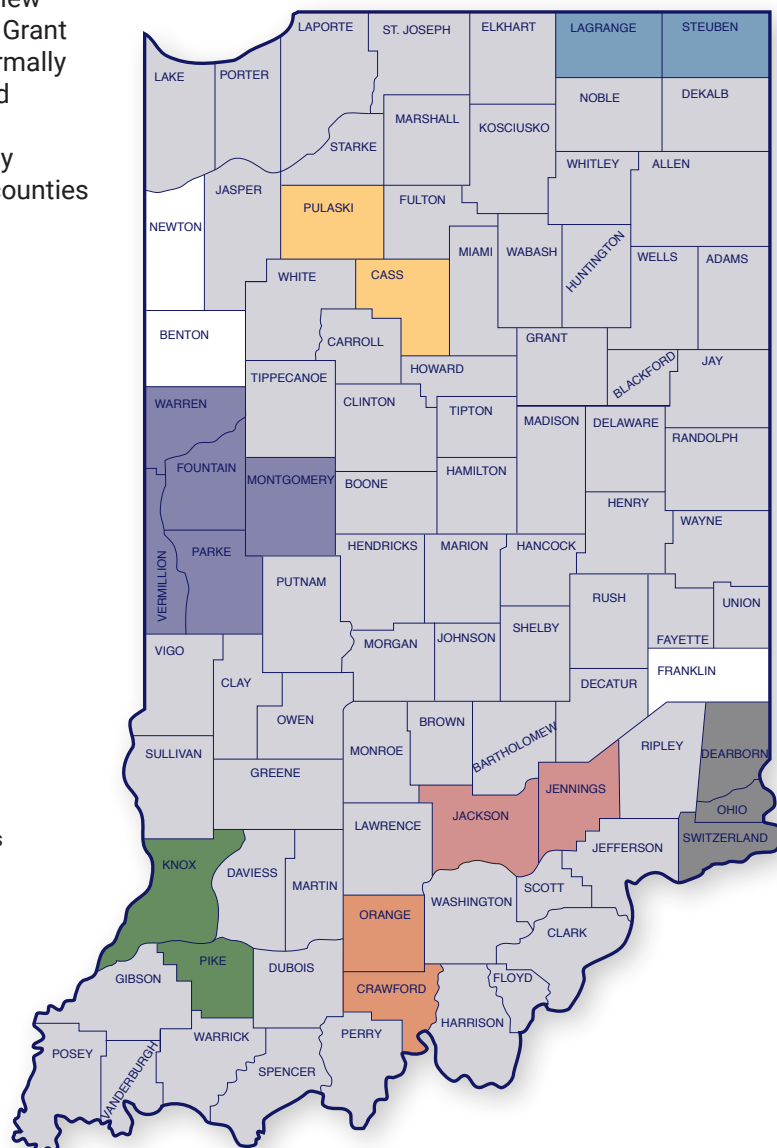 new
Grant
rmally
d
y
counties
s
LAPORTE
ST. JOSEPH
ELKHART
LAGRANGE
STEUBEN
LAKE
PORTER
NOBLE
DEKALB
MARSHALL
KOSCIUSKO
STARKE
WHITLEY
ALLEN
JASPER
PULASKI
FULTON
NEWTON
MIAMI
WABASH
HUNTINGTON
WELLS
ADAMS
WHITE
CASS
BENTON
CARROLL
GRANT
HOWARD
BLACKFORD
JAY
TIPPECANOE
WARREN
CLINTON
TIPTON
MADISON
DELAWARE
RANDOLPH
FOUNTAIN
MONTGOMERY
BOONE
HAMILTON
HENRY
WAYNE
VERMILLION
PARKE
HENDRICKS
MARION
HANCOCK
PUTNAM
RUSH
UNION
VIGO
MORGAN
JOHNSON
SHELBY
FAYETTE
CLAY
DECATUR
FRANKLIN
OWEN
BROWN
BARTHOLOMEW
SULLIVAN
MONROE
RIPLEY
DEARBORN
GREENE
JENNINGS
OHIO
LAWRENCE
JACKSON
JEFFERSON
SWITZERLAND
KNOX
DAVIESS
MARTIN
SCOTT
WASHINGTON
ORANGE
CLARK
PIKE
DUBOIS
GIBSON
CRAWFORD
FLOYD
HARRISON
WARRICK
PERRY
POSEY
VANDERBURGH
SPENCER